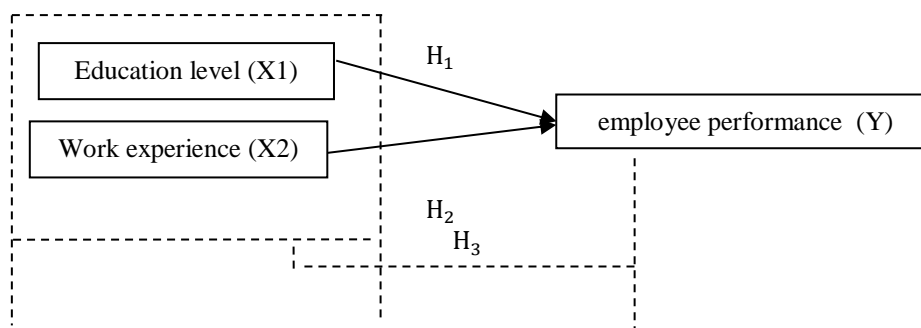 H₁
Education level (X1)
employee performance (Y)
Work experience (X2)
H₂
H₃